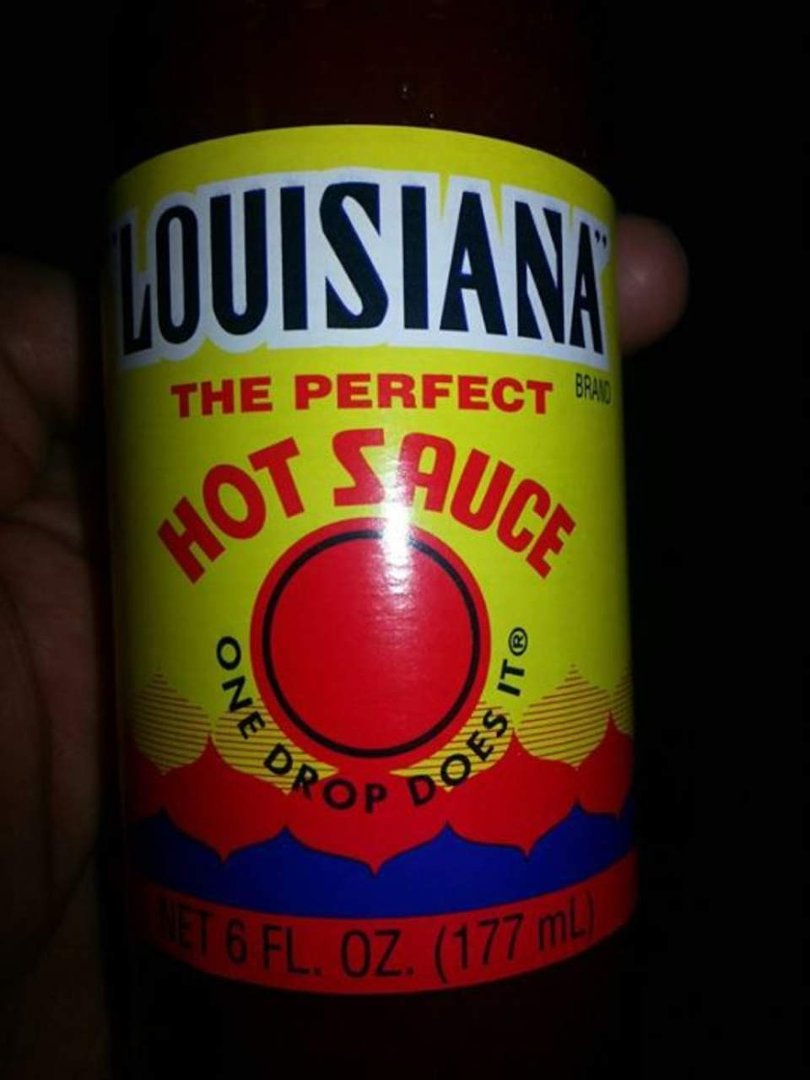 "LOUISIANA"
BRAND
THE PERFECT
HOT SAUCE
ONE DROP DOES IT®
NET 6 FL. OZ. (177 mL)